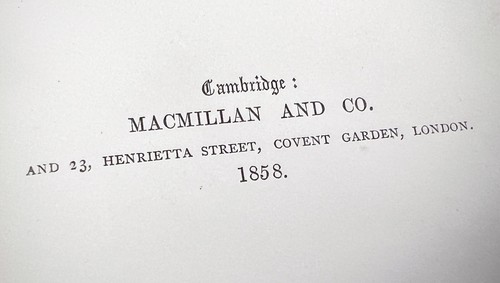 Cambridge:
MACMILLAN AND CO.
AND 23, HENRIETTA STREET, COVENT GARDEN, LONDON.
1858.